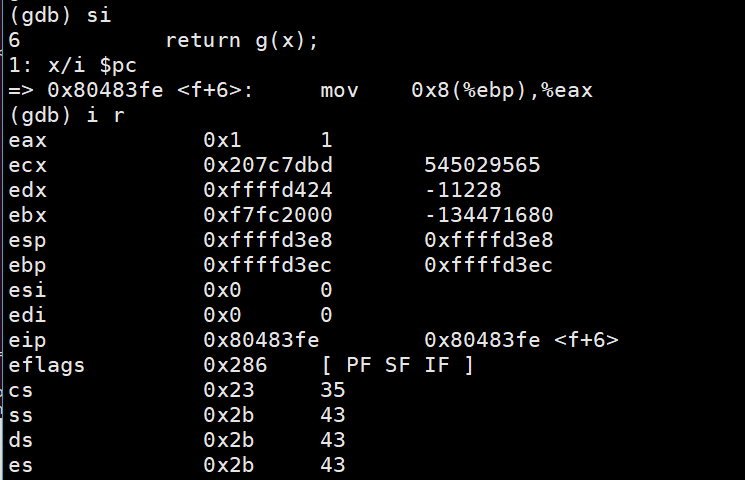 (gdb) si
6 return g(x);
1: x/i $pc
=> 0x80483fe <f+6>: mov 0x8(%ebp),%eax
(gdb) i r
eax 0x1 1
ecx 0x207c7dbd 545029565
edx 0xffffd424 -11228
ebx 0xf7fc2000 -134471680
esp 0xffffd3e8 0xffffd3e8
ebp 0xffffd3ec 0xffffd3ec
esi 0x0 0
edi 0x0 0
eip 0x80483fe 0x80483fe <f+6>
eflags 0x286 [ PF SF IF ]
cs 0x23 35
ss 0x2b 43
ds 0x2b 43
es 0x2b 43